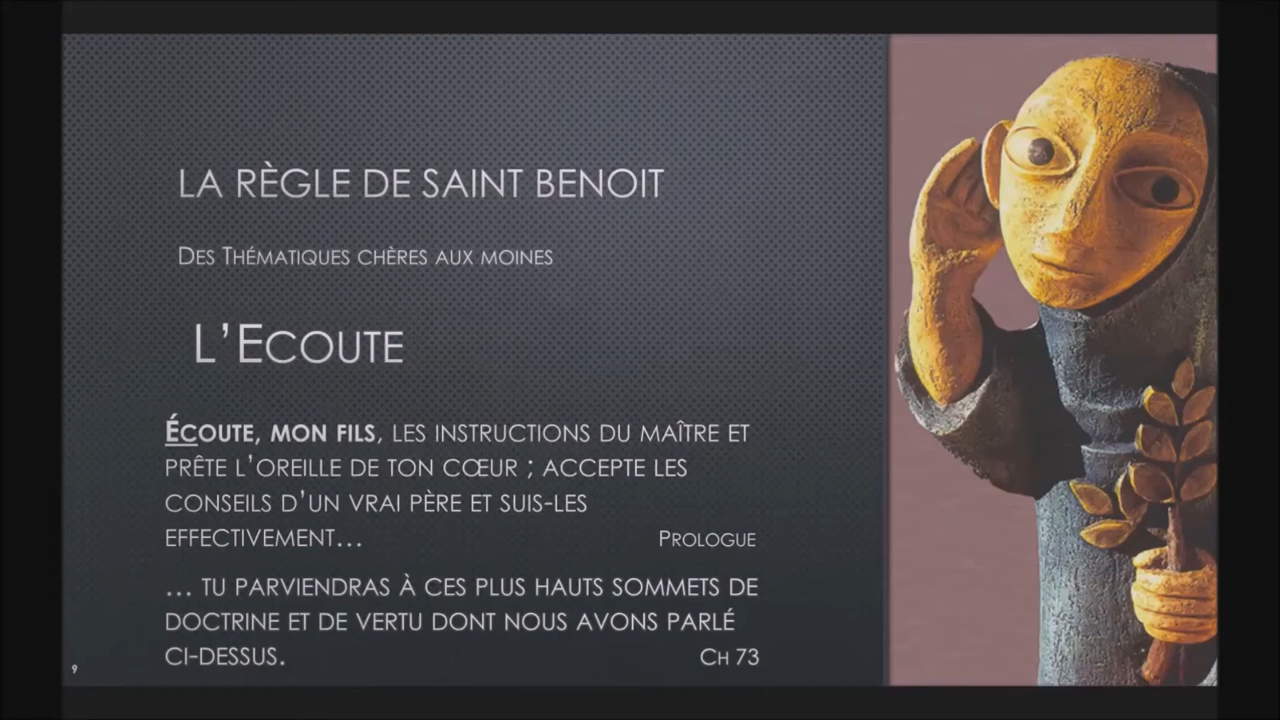 LA RÈGLE DE SAINT BENOIT
DES THÉMATIQUES CHÈRES AUX MOINES
L'ECOUTE
ÉCOUTE, MON FILS, LES INSTRUCTIONS DU MAÎTRE ET
PRÊTE L'OREILLE DE TON CŒUR ; ACCEPTE LES
CONSEILS D'UN VRAI PÈRE ET SUIS-LES
EFFECTIVEMENT... PROLOGUE
... TU PARVIENDRAS À CES PLUS HAUTS SOMMETS DE
DOCTRINE ET DE VERTU DONT NOUS AVONS PARLÉ
CI-DESSUS. CH 73
9